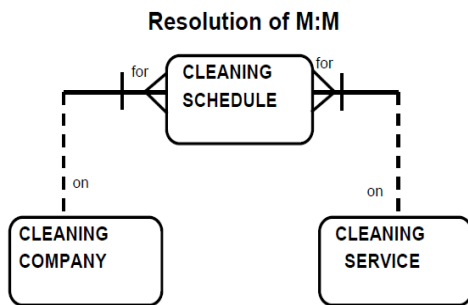 Resolution of M:M
for
CLEANING
SCHEDULE
for
on
on
CLEANING
COMPANY
CLEANING
SERVICE